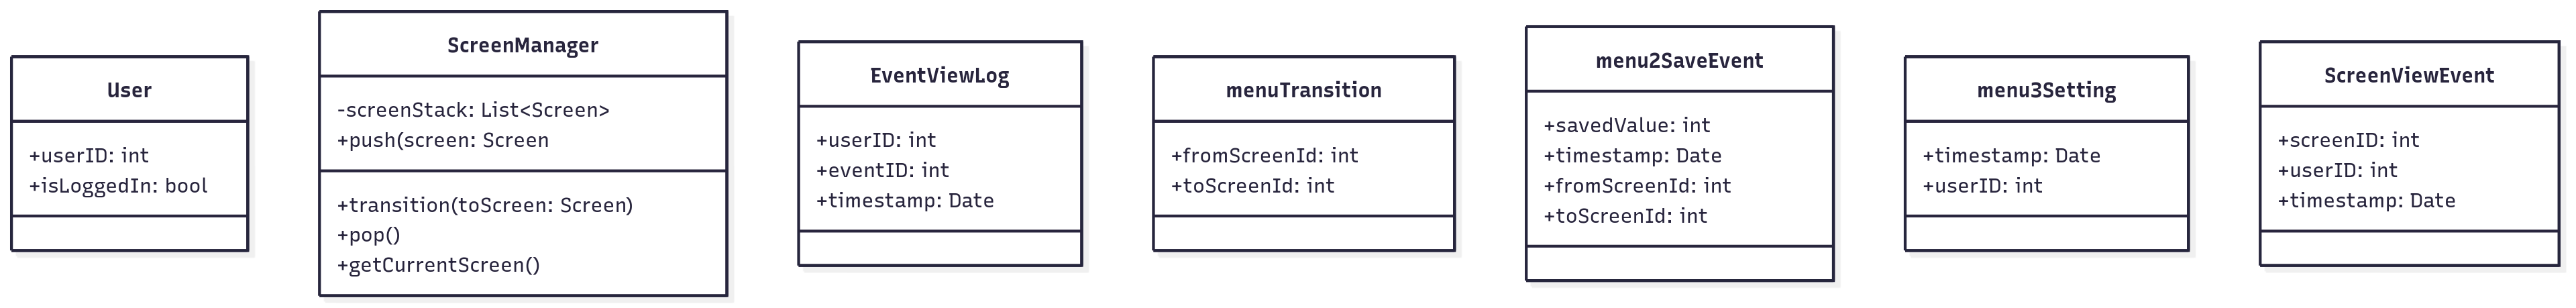 User
+userID: int
+isLoggedIn: bool
ScreenManager
-screenStack: List<Screen>
+push(screen: Screen
+transition(toScreen: Screen)
+pop()
+getCurrentScreen()
EventViewLog
+userID: int
+eventID: int
+timestamp: Date
menuTransition
+fromScreenId: int
+toScreenId: int
menu2SaveEvent
+savedValue: int
+timestamp: Date
+fromScreenId: int
+toScreenId: int
menu3Setting
+timestamp: Date
+userID: int
ScreenViewEvent
+screenID: int
+userID: int
+timestamp: Date